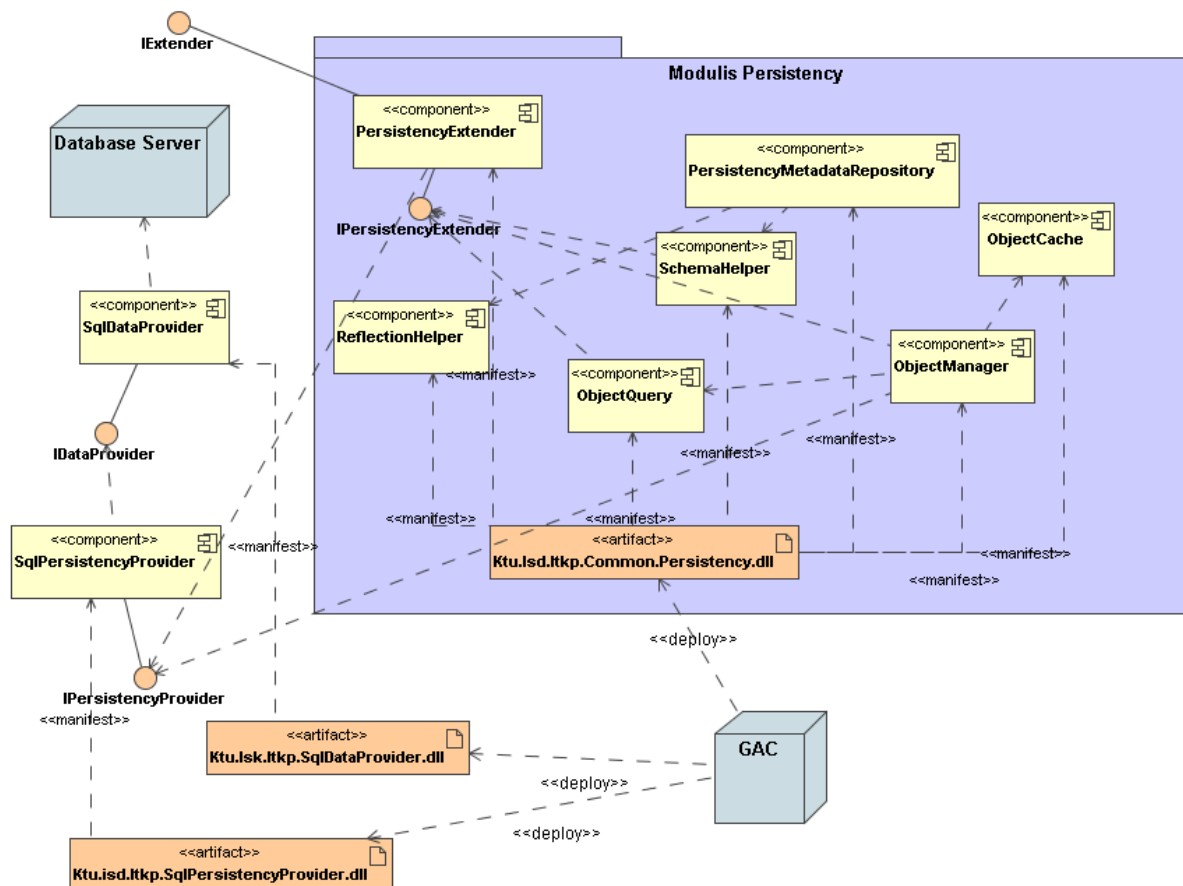 IExtender
Modulis Persistency
<<component>>
PersistencyExtender
Database Server
<<component>>
PersistencyMetadataRepository
IPersistencyExtender
<<component>>
ObjectCache
<<component>>
SchemaHelper
<<component>>
SqlDataProvider
<<component>>
ReflectionHelper
<<component>>
ObjectManager
<<manifest>>
<<component>>
ObjectQuery
IDataProvider
<<manifest>>
<<manifest>>
<<component>>
SqlPersistencyProvider
<<manifest>>
<<manifest>>
<<manifest>>
<<artifact>>
Ktu.Isd.Itkp.Common.Persistency.dll
<<manifest>>
<<manifest>>
<<deploy>>
IPersistencyProvider
<<manifest>>
<<artifact>>
Ktu.Isk.Itkp.SqlDataProvider.dll
GAC
<<deploy>>
<<deploy>>
<<artifact>>
Ktu.isd.Itkp.SqlPersistencyProvider.dll